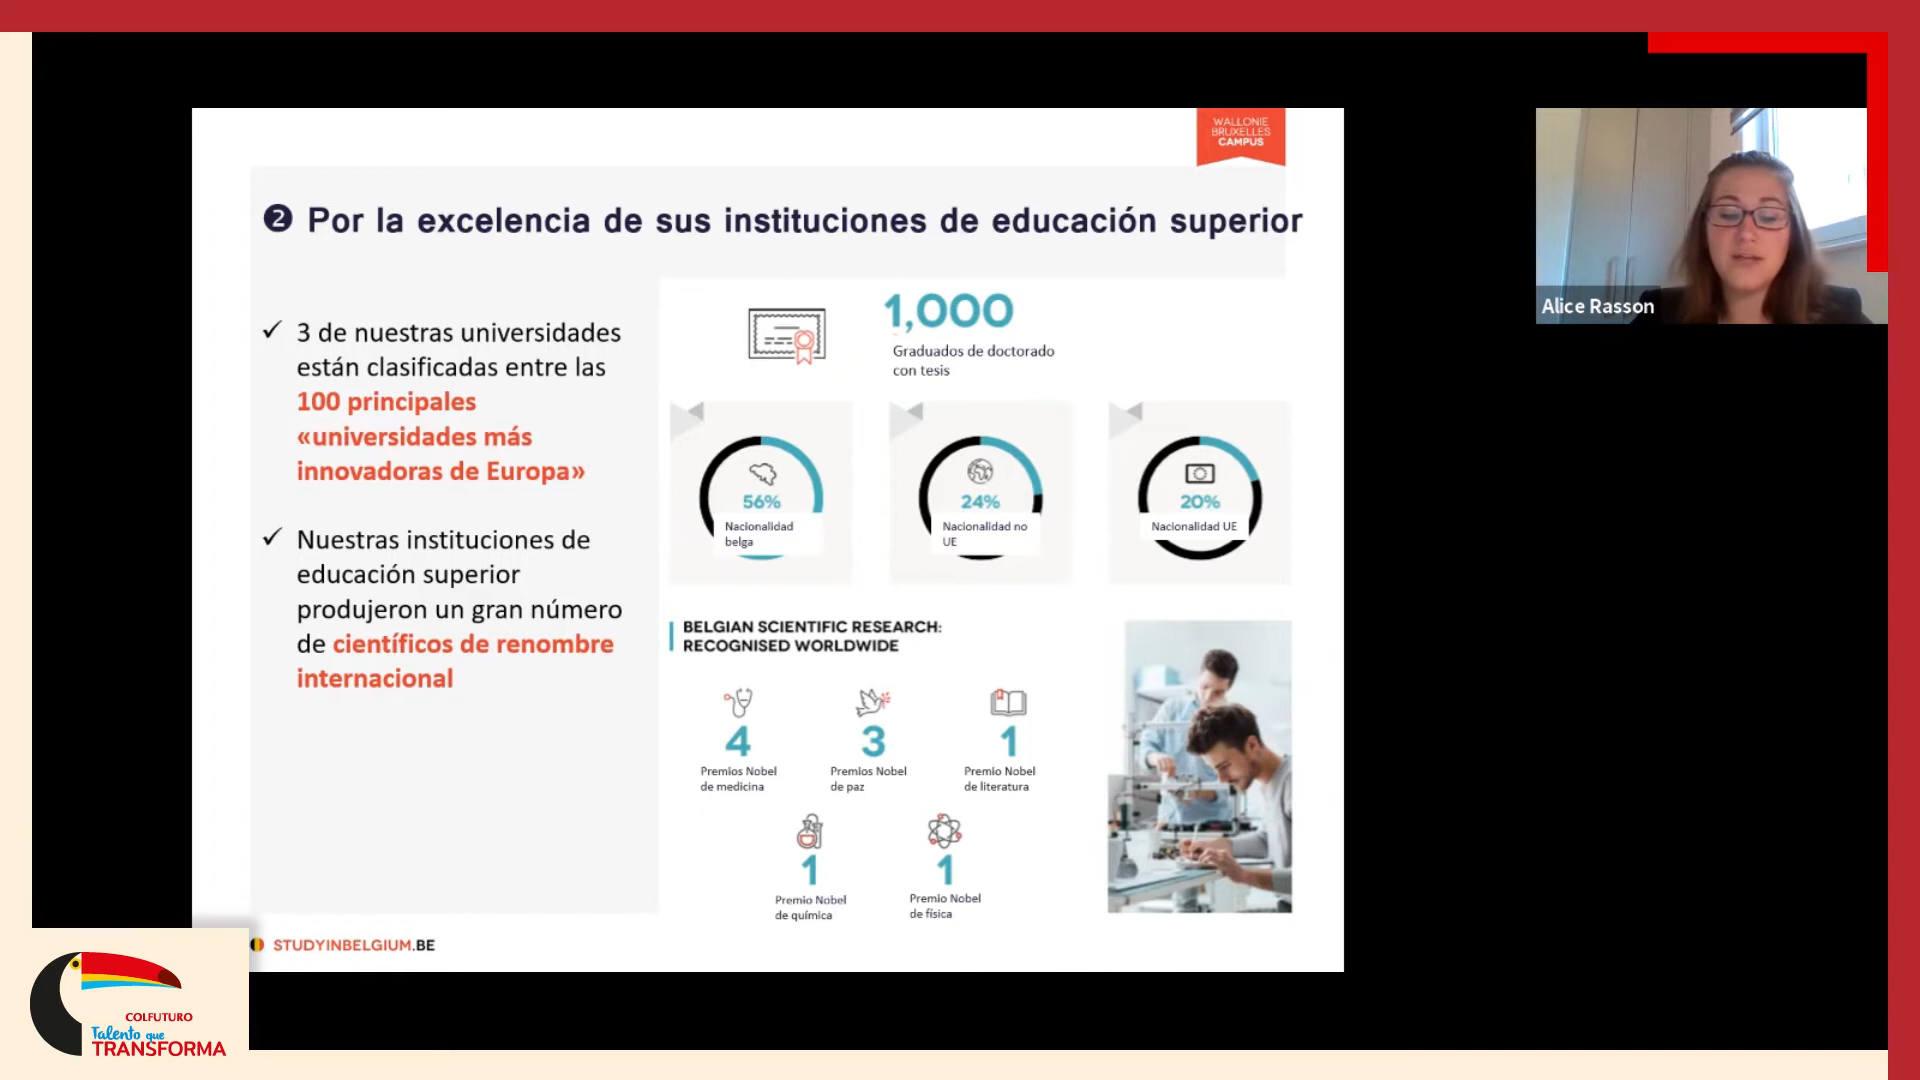 WALLONIE
BRUXELLES
CAMPUS
❷ Por la excelencia de sus instituciones de educación superior
✓ 3 de nuestras universidades
están clasificadas entre las
100 principales
«universidades más
innovadoras de Europa»
✓ Nuestras instituciones de
educación superior
produjeron un gran número
de científicos de renombre
internacional
1,000
Graduados de doctorado
con tesis
56%
Nacionalidad
belga
24%
Nacionalidad no
UE
20%
Nacionalidad UE
BELGIAN SCIENTIFIC RESEARCH:
RECOGNISED WORLDWIDE
4
Premios Nobel
de medicina
3
Premios Nobel
de paz
1
Premio Nobel
de literatura
1
Premio Nobel
de química
1
Premio Nobel
de física
STUDYINBELGIUM.BE
Alice Rasson
COLFUTURO
Talento que
TRANSFORMA